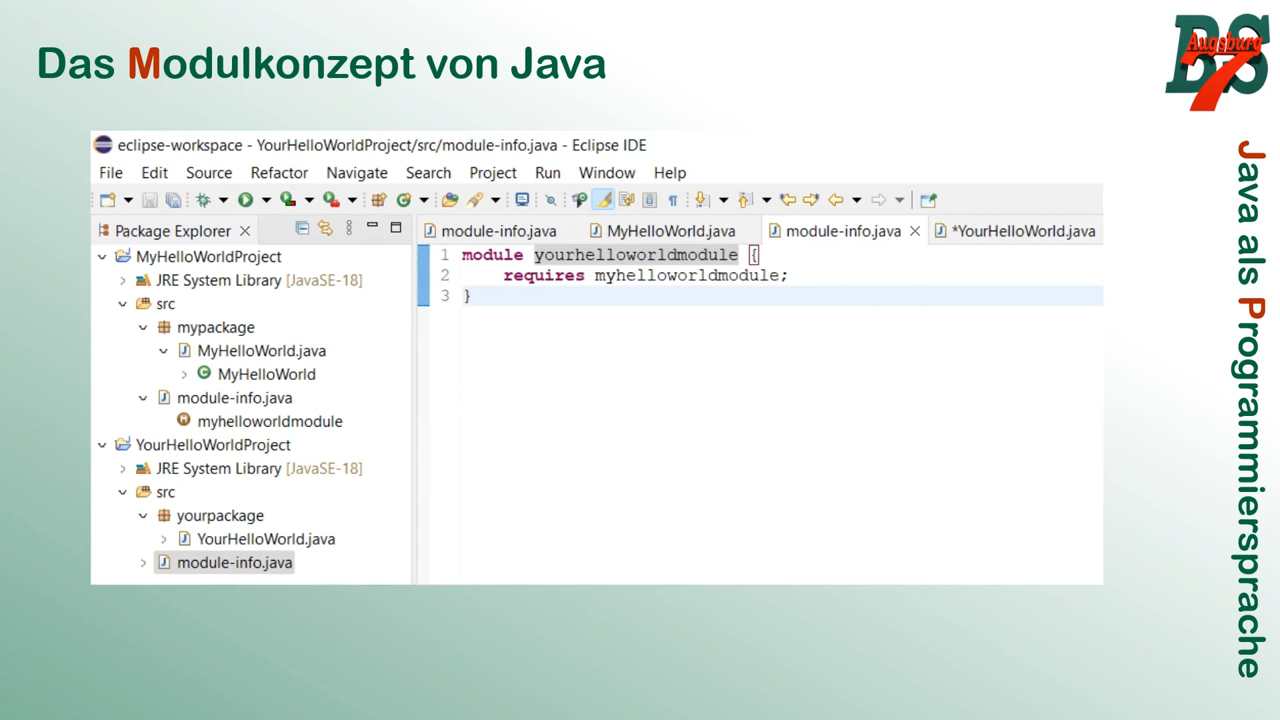 Das Modulkonzept von Java
BS
Augsburg
7
eclipse-workspace - YourHelloWorldProject/src/module-info.java - Eclipse IDE
File Edit Source Refactor Navigate Search Project Run Window Help
Package Explorer
module-info.java MyHelloWorld.java module-info.java *YourHelloWorld.java
MyHelloWorldProject
JRE System Library [JavaSE-18]
src
mypackage
MyHelloWorld.java
MyHelloWorld
module-info.java
myhelloworldmodule
YourHelloWorldProject
JRE System Library [JavaSE-18]
src
yourpackage
YourHelloWorld.java
module-info.java
1 module yourhelloworldmodule {
2 requires myhelloworldmodule;
3 }
Java als Programmiersprache